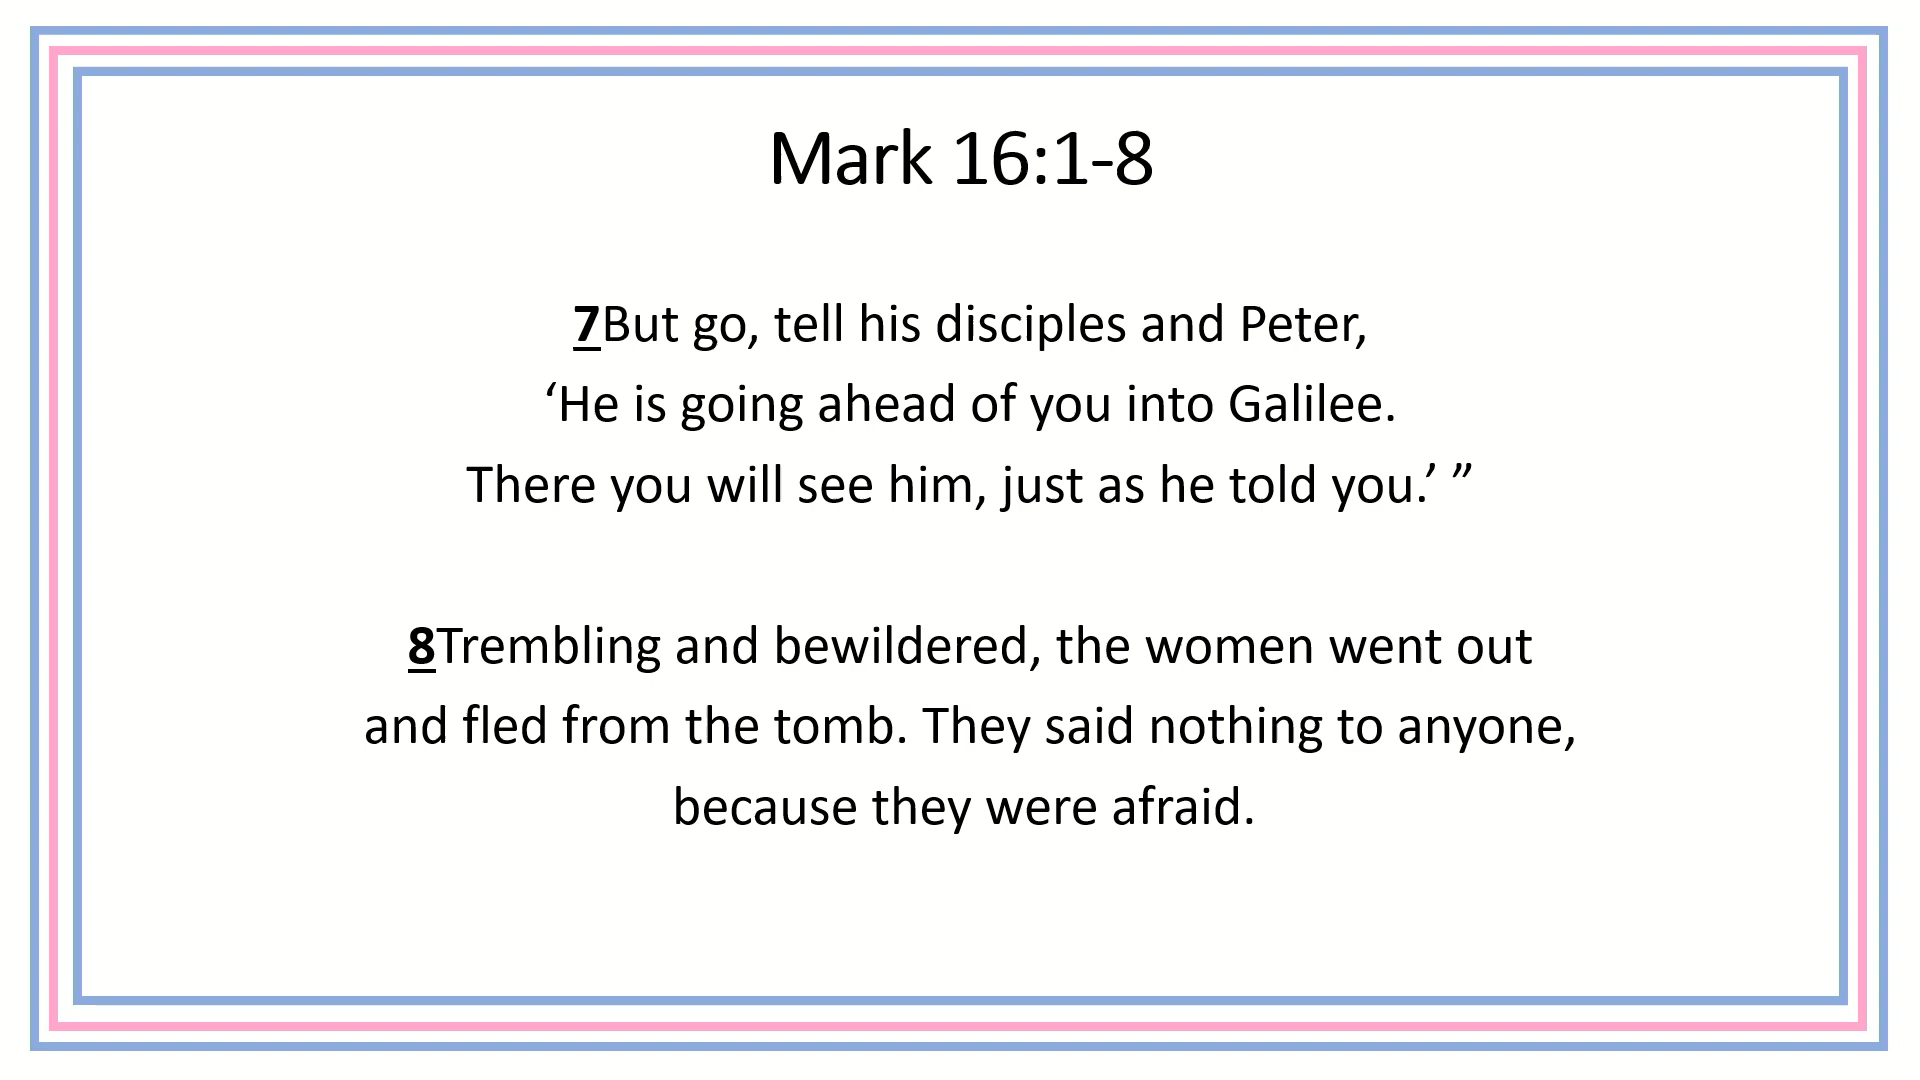 Mark 16:1-8
7But go, tell his disciples and Peter,
‘He is going ahead of you into Galilee.
There you will see him, just as he told you.’ ”
8Trembling and bewildered, the women went out
and fled from the tomb. They said nothing to anyone,
because they were afraid.